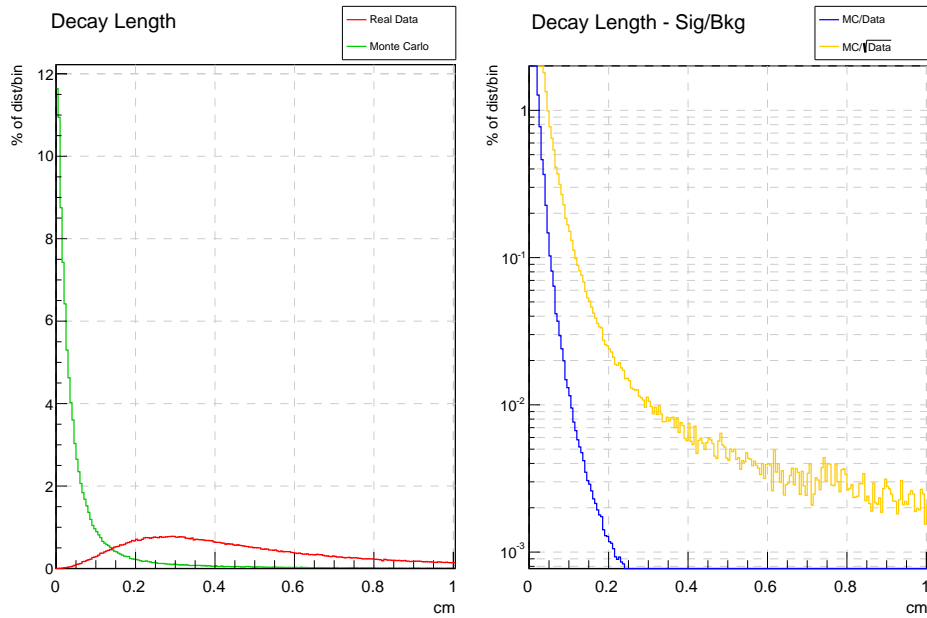 Decay Length
Real Data
Monte Carlo
% of dist/bin
12
10
8
6
4
2
0
0 0.2 0.4 0.6 0.8 1
cm
Decay Length - Sig/Bkg
MC/Data
MC/√Data
% of dist/bin
1
10⁻¹
10⁻²
10⁻³
0 0.2 0.4 0.6 0.8 1
cm